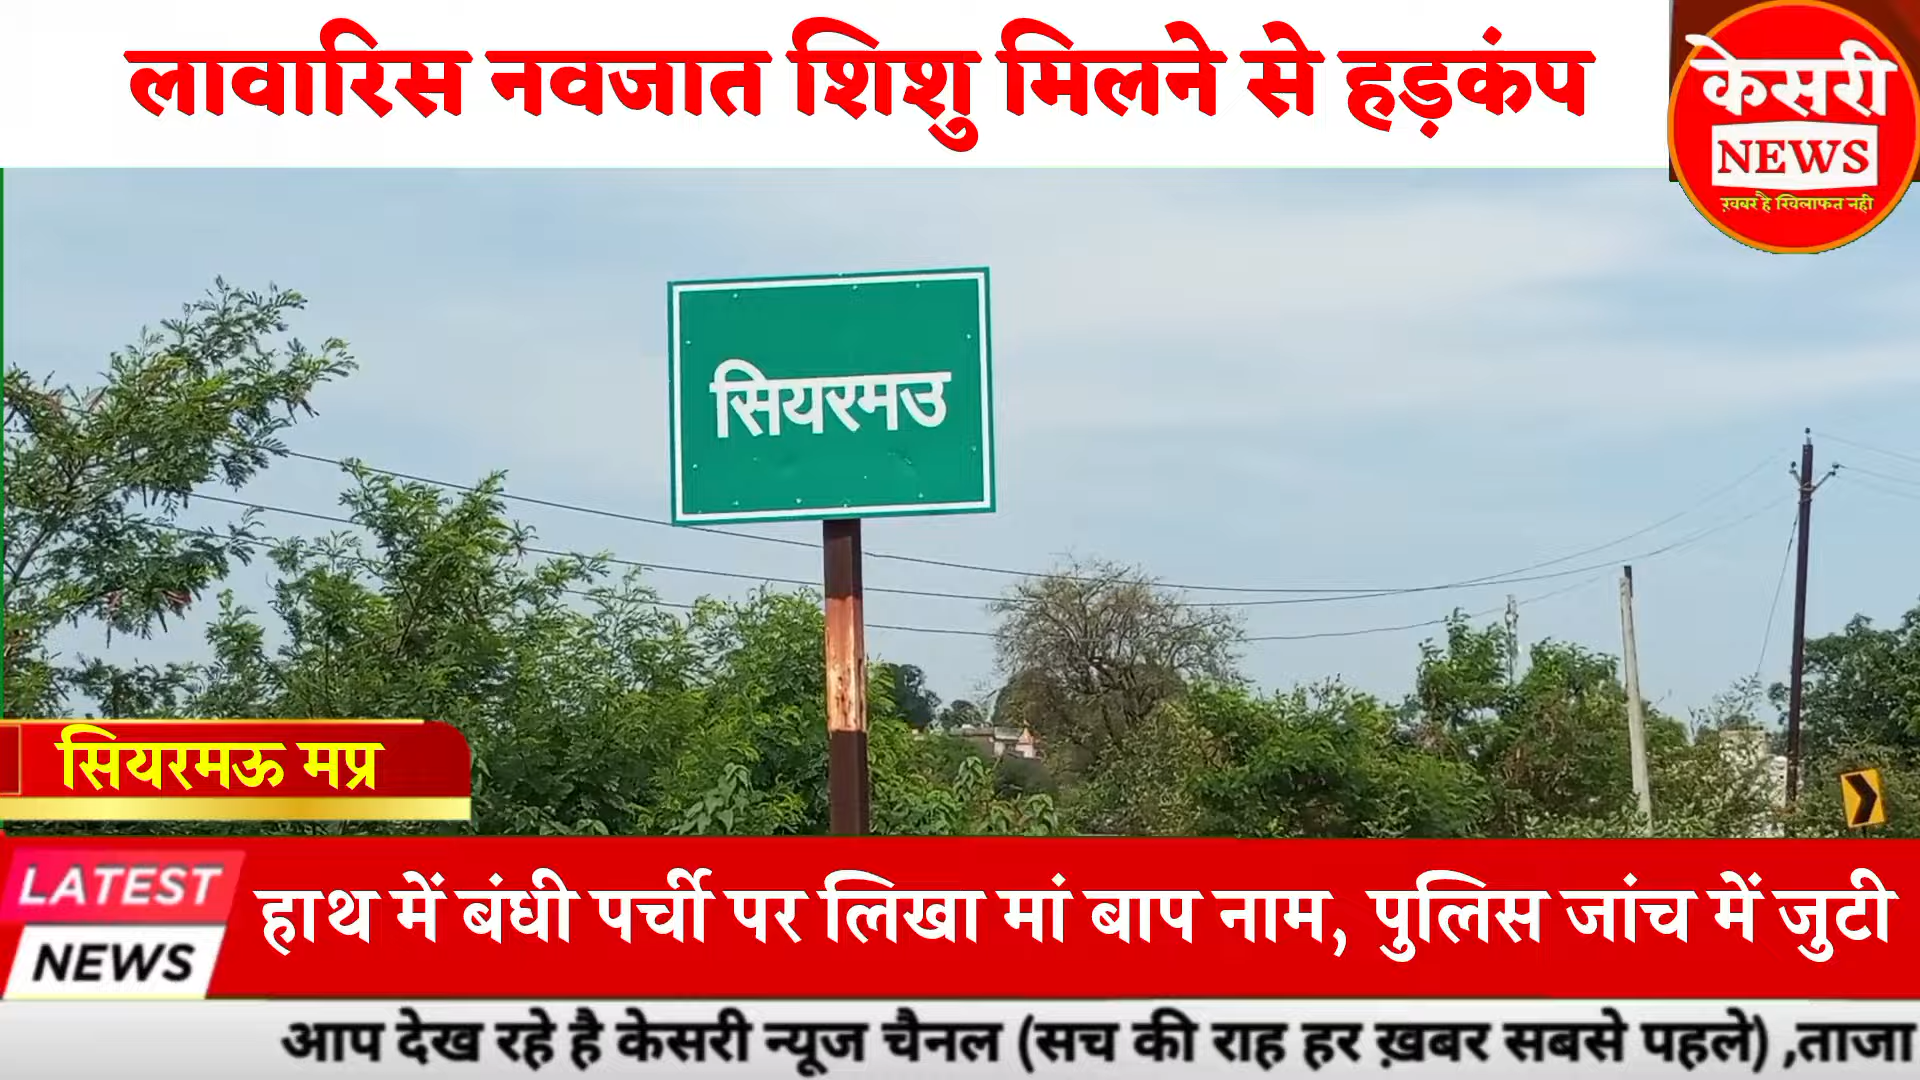 लावारिस नवजात शिशु मिलने से हड़कंप
केसरी
NEWS
ख़बर है खिलाफत नही
सियरमउ
सियरमऊ मप्र
LATEST
NEWS
हाथ में बंधी पर्ची पर लिखा मां बाप नाम, पुलिस जांच में जुटी
आप देख रहे है केसरी न्यूज चैनल (सच की राह हर ख़बर सबसे पहले) ,ताजा